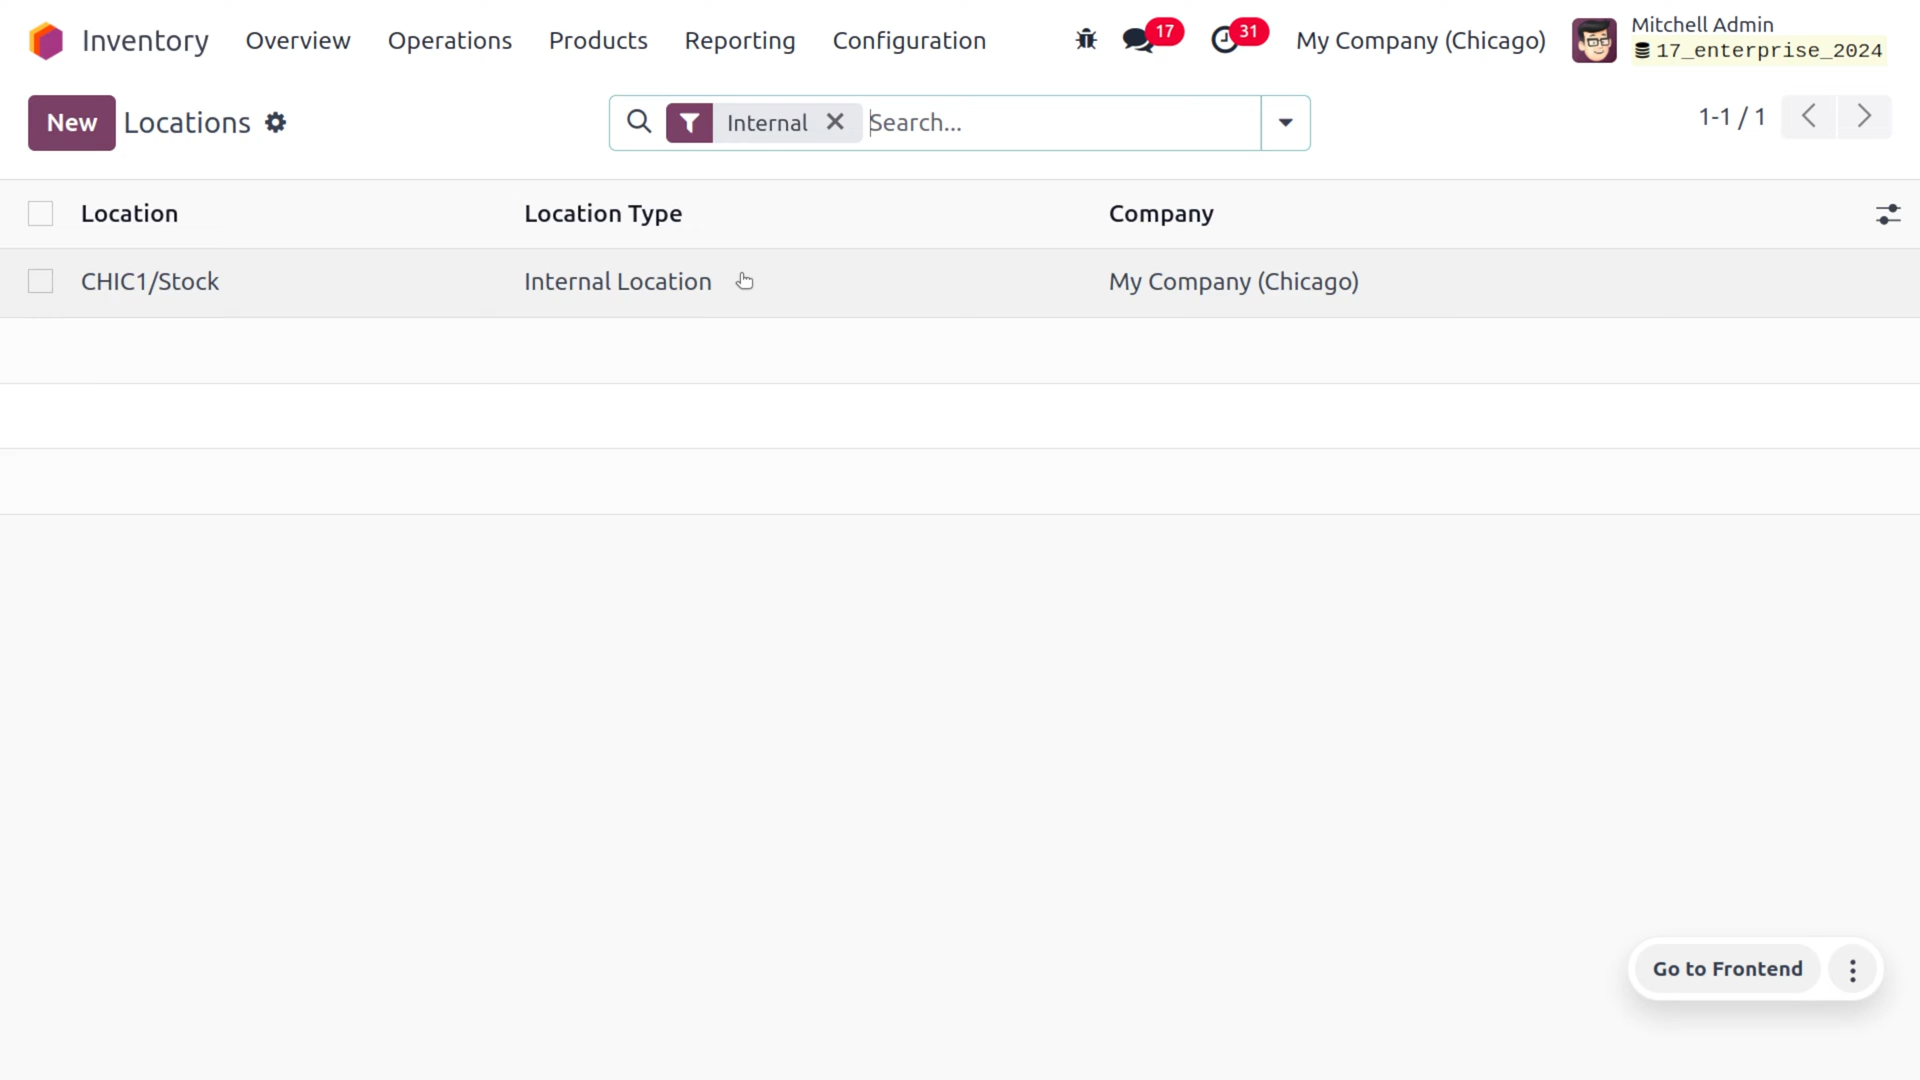 Inventory Overview Operations Products Reporting Configuration 17 31 My Company (Chicago) Mitchell Admin
17_enterprise_2024
New Locations Internal Search... 1-1 / 1
Location Location Type Company
CHIC1/Stock Internal Location My Company (Chicago)
Go to Frontend